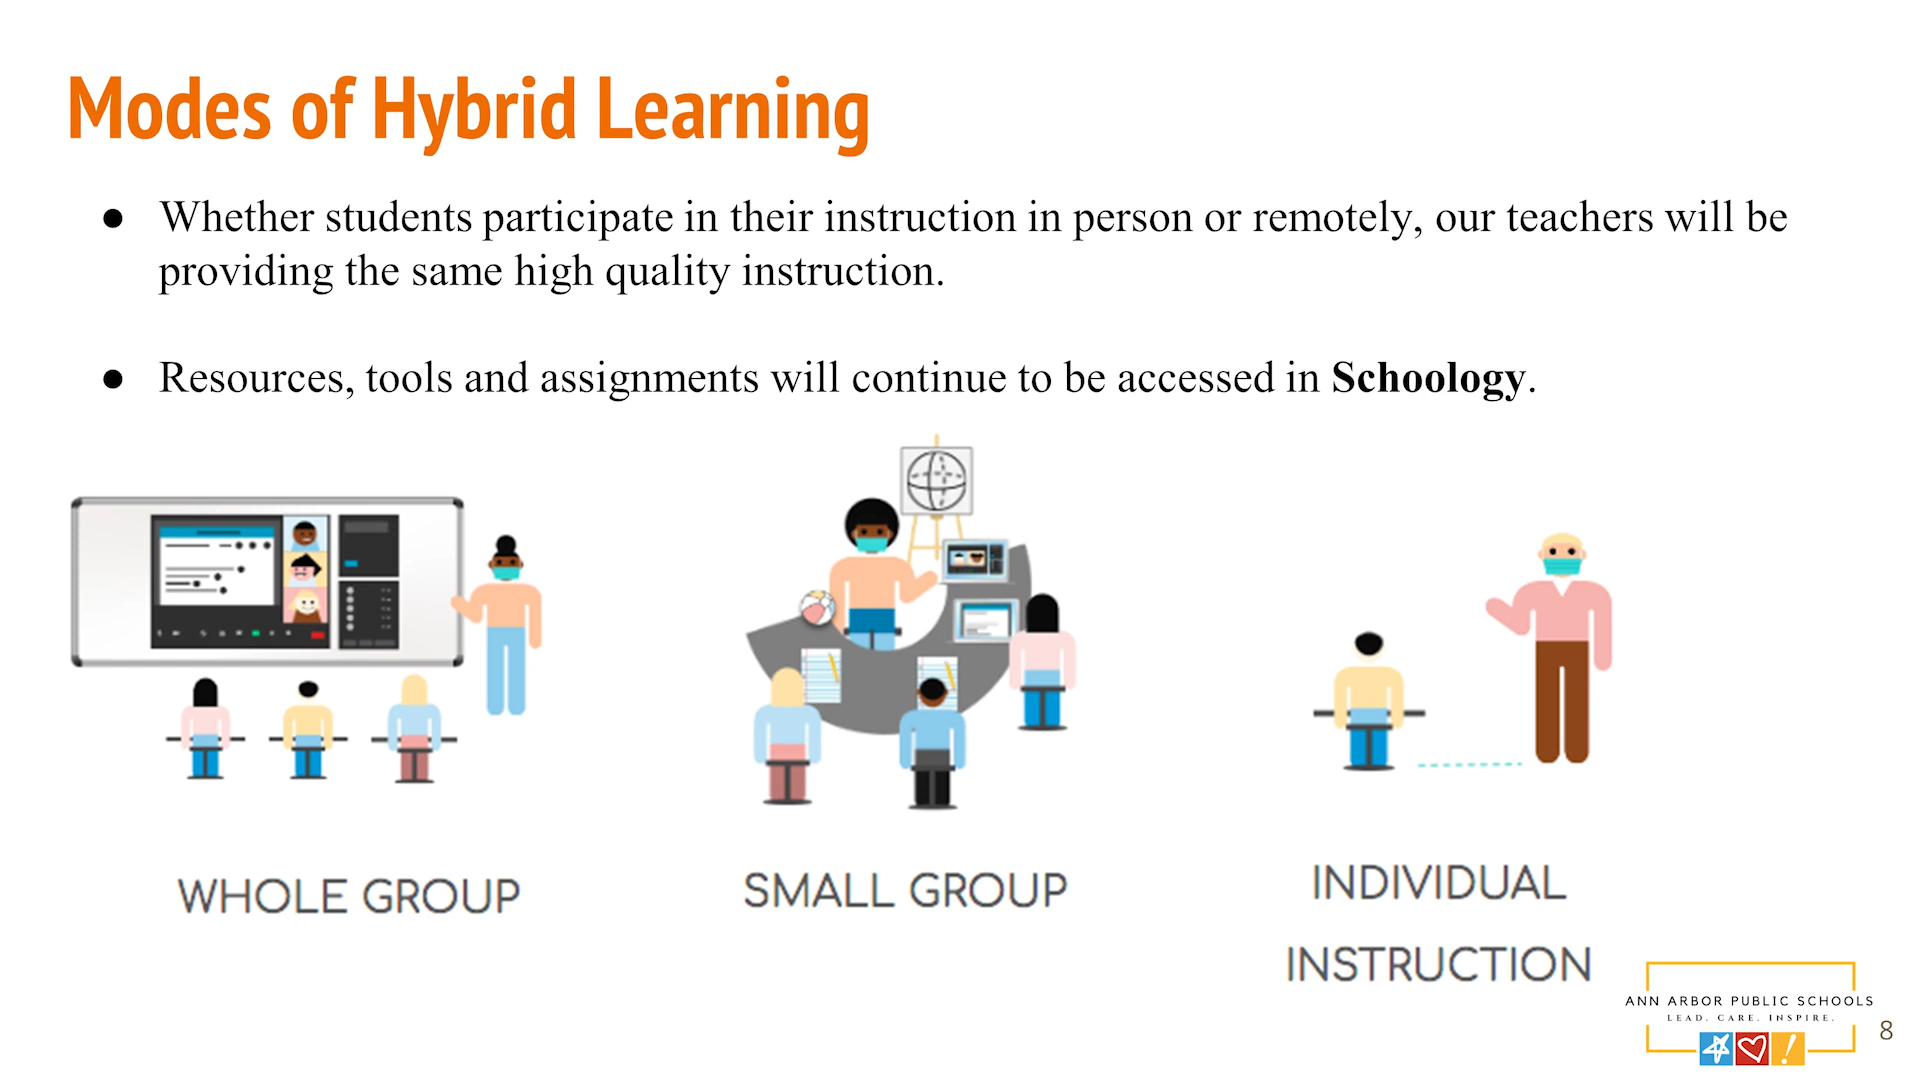 Modes of Hybrid Learning
● Whether students participate in their instruction in person or remotely, our teachers will be
providing the same high quality instruction.
● Resources, tools and assignments will continue to be accessed in Schoology.
WHOLE GROUP
SMALL GROUP
INDIVIDUAL
INSTRUCTION
ANN ARBOR PUBLIC SCHOOLS
LEAD. CARE. INSPIRE.
8